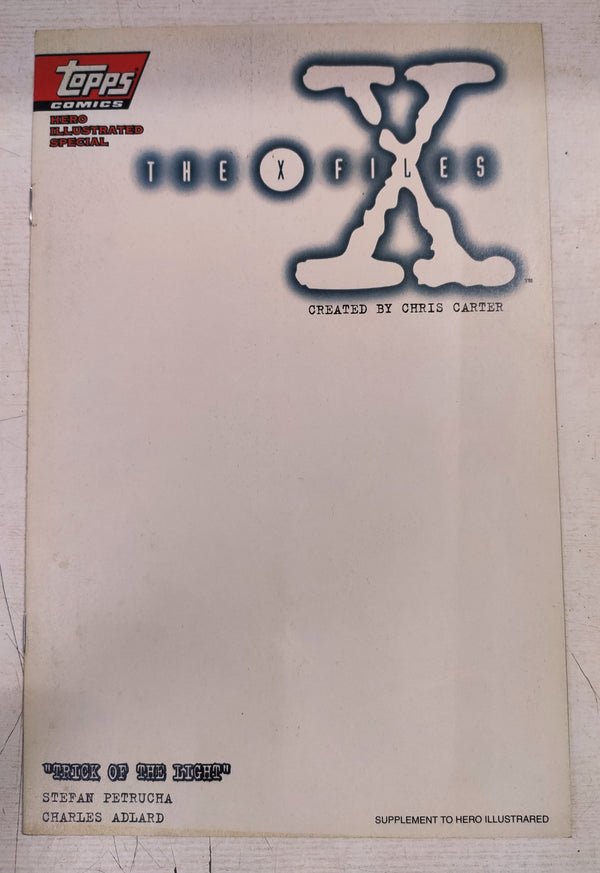 Topps
COMICS
HERO
ILLUSTRATED
SPECIAL
X
THE X FILES
TM
CREATED BY CHRIS CARTER
"TRICK OF THE LIGHT"
STEFAN PETRUCHA
CHARLES ADLARD
SUPPLEMENT TO HERO ILLUSTRARED